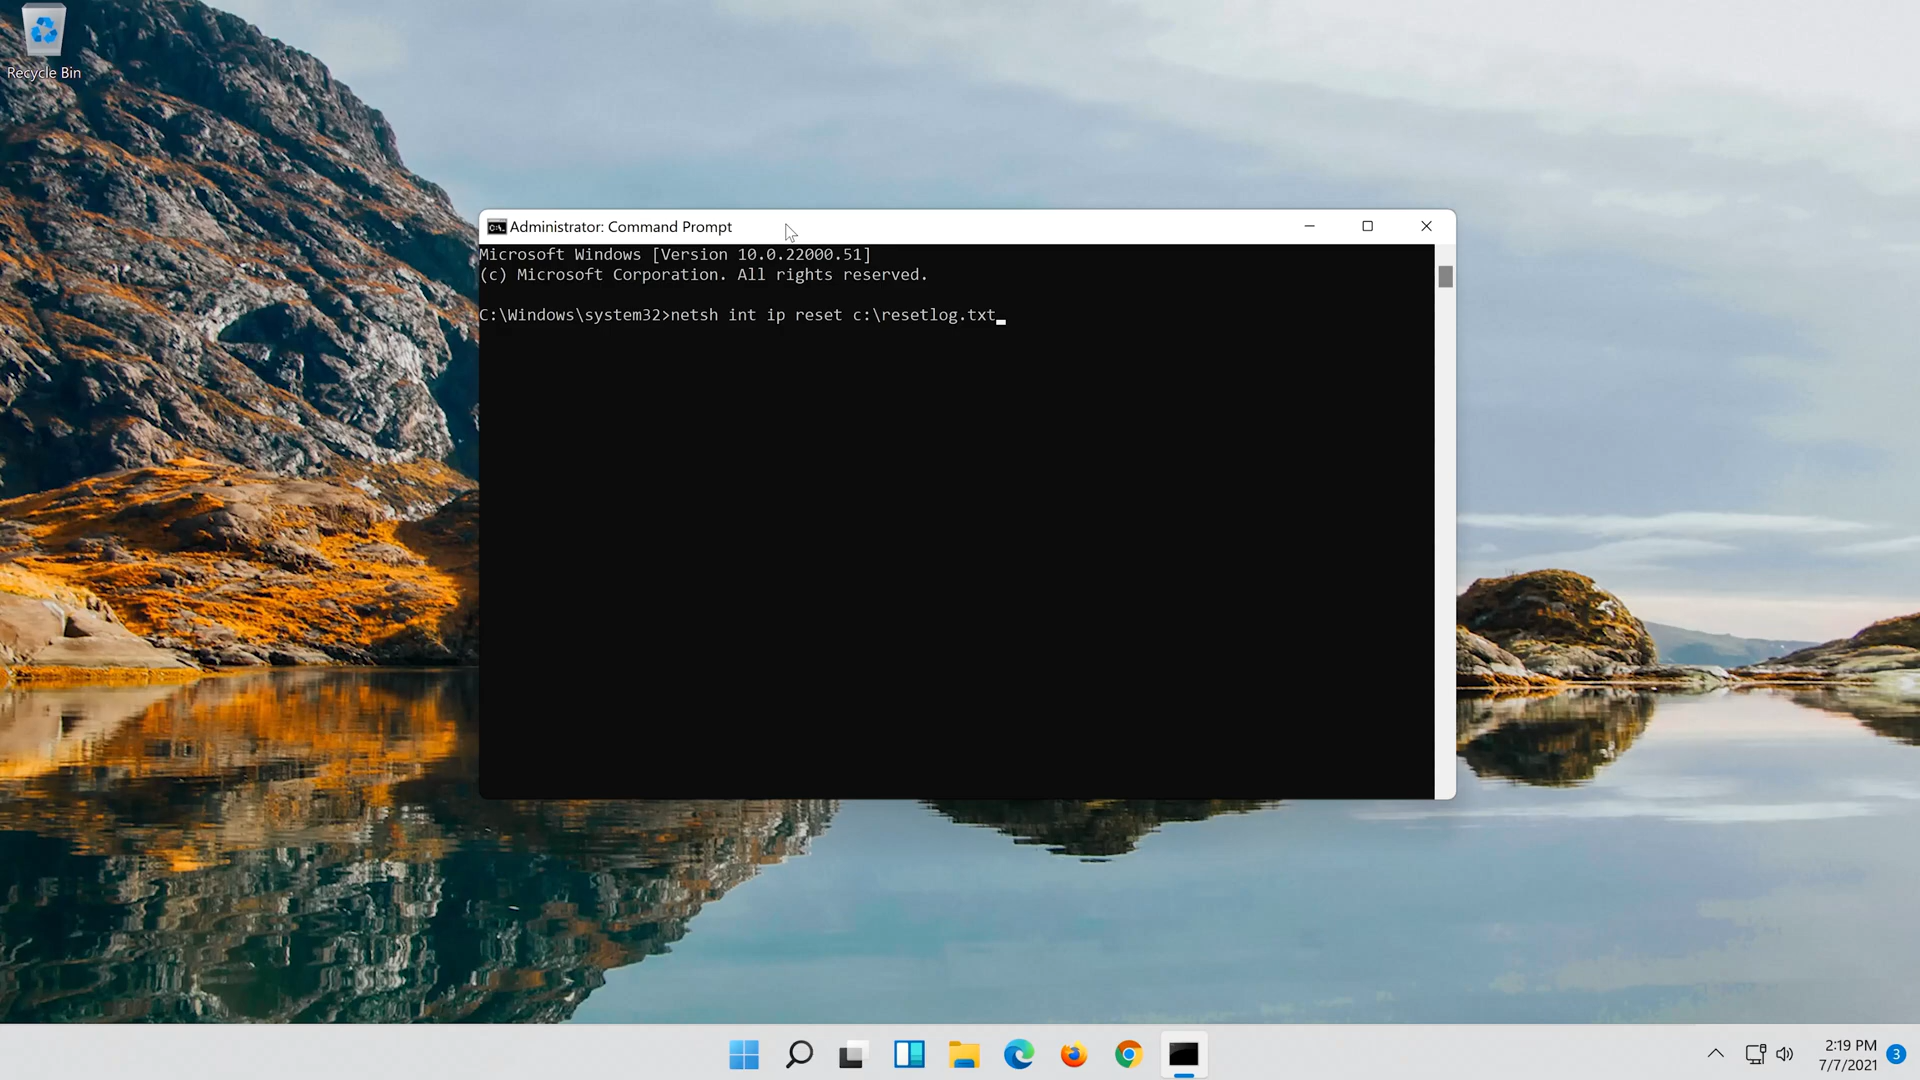 Recycle Bin
Administrator: Command Prompt
Microsoft Windows [Version 10.0.22000.51]
(c) Microsoft Corporation. All rights reserved.
C:\Windows\system32>netsh int ip reset c:\resetlog.txt
2:19 PM
7/7/2021
3